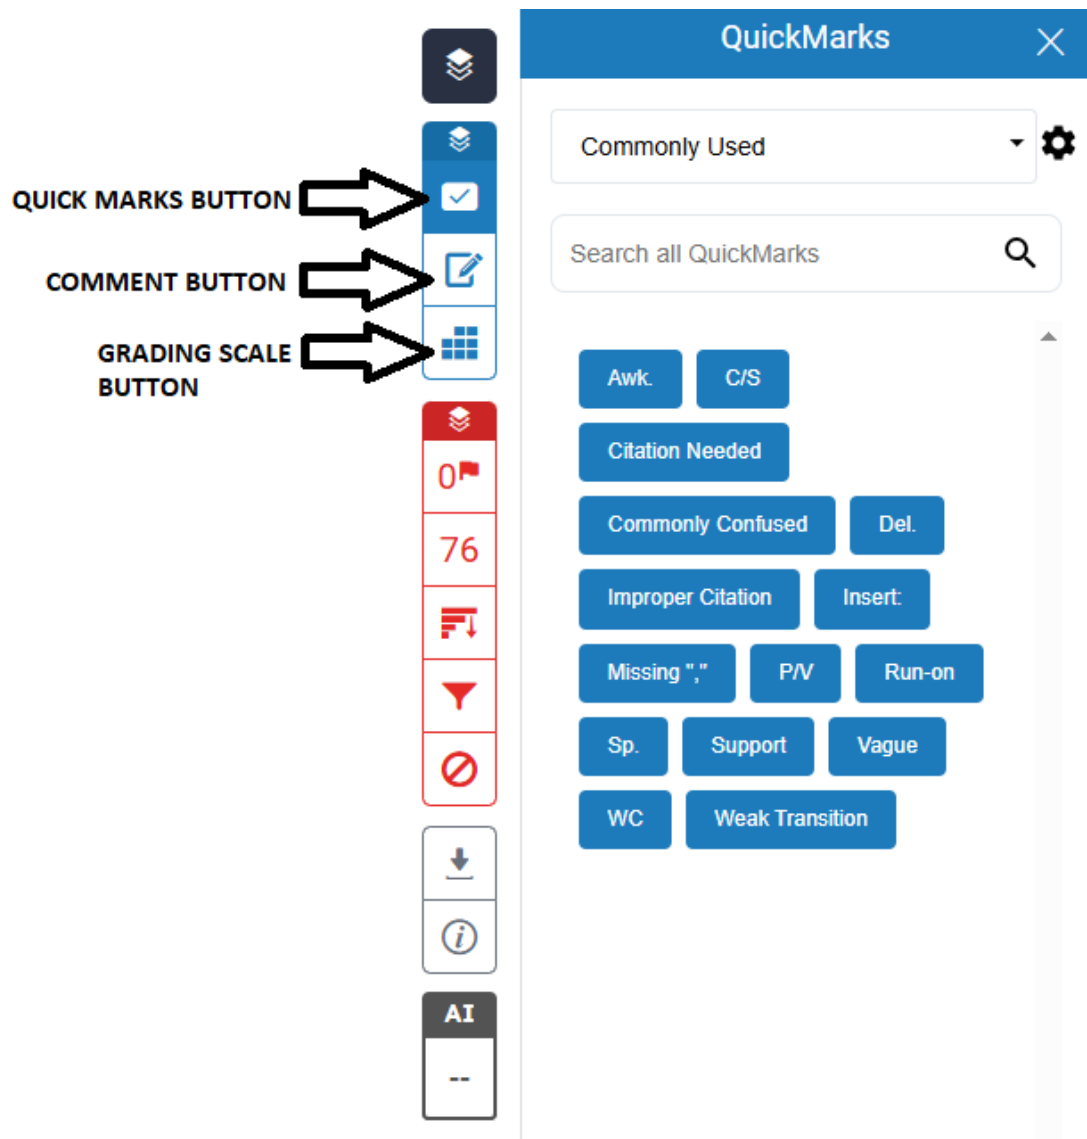 QuickMarks
Commonly Used
QUICK MARKS BUTTON
Search all QuickMarks
COMMENT BUTTON
GRADING SCALE
BUTTON
Awk. C/S
Citation Needed
0
Commonly Confused Del.
76
Improper Citation Insert:
Missing "," P/V Run-on
Sp. Support Vague
WC Weak Transition
i
AI
--